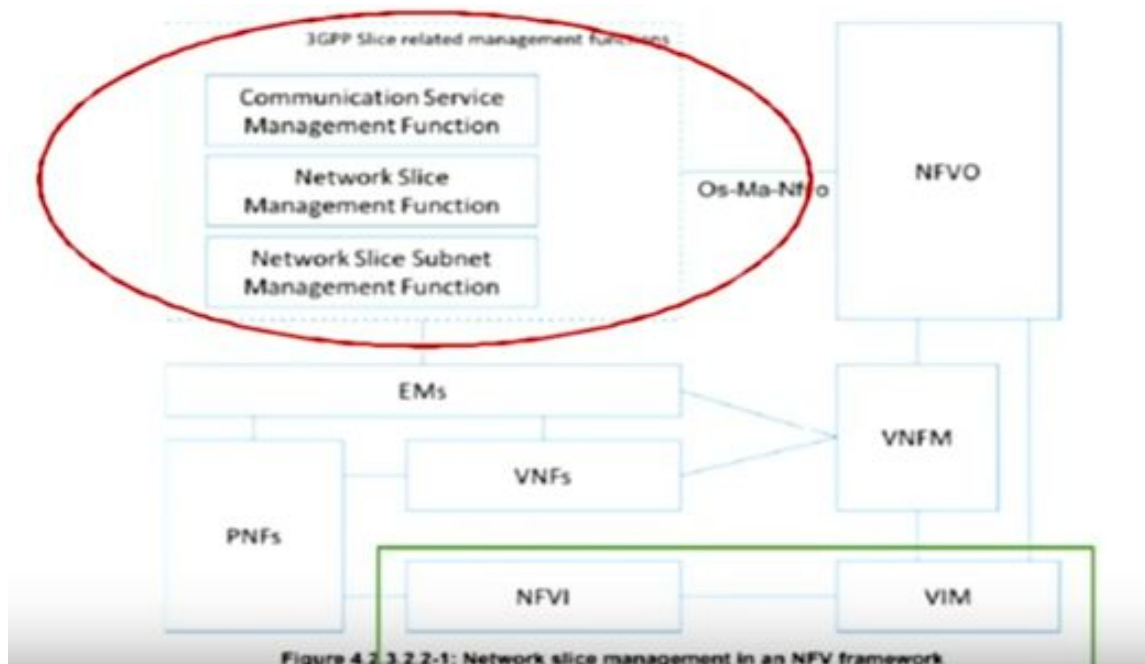 3GPP Slice related management functions
Communication Service
Management Function
Network Slice
Management Function
Network Slice Subnet
Management Function
NFVO
Os-Ma-Nfvo
EMs
VNFM
VNFs
PNFs
NFVI
VIM
Figure 4.2.3.2.2-1: Network slice management in an NFV framework